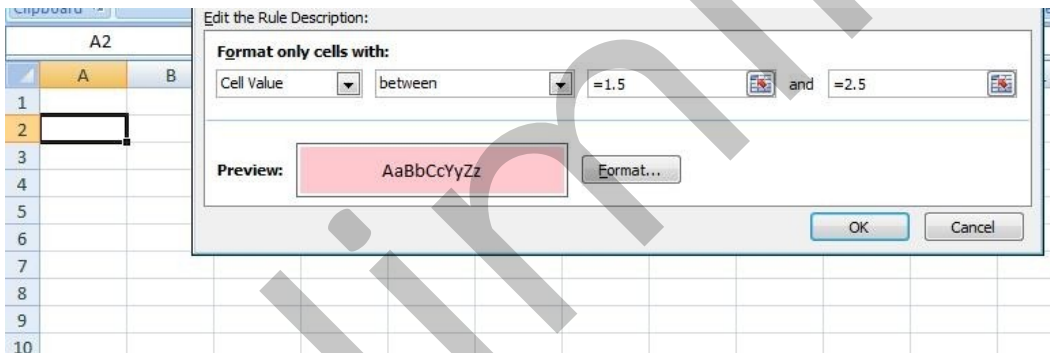 Clipboard
Edit the Rule Description:
A2
Format only cells with:
Cell Value between =1.5 and =2.5
A B
1
2
3
Preview: AaBbCcYyZz Format...
4
5
OK Cancel
6
7
8
9
10